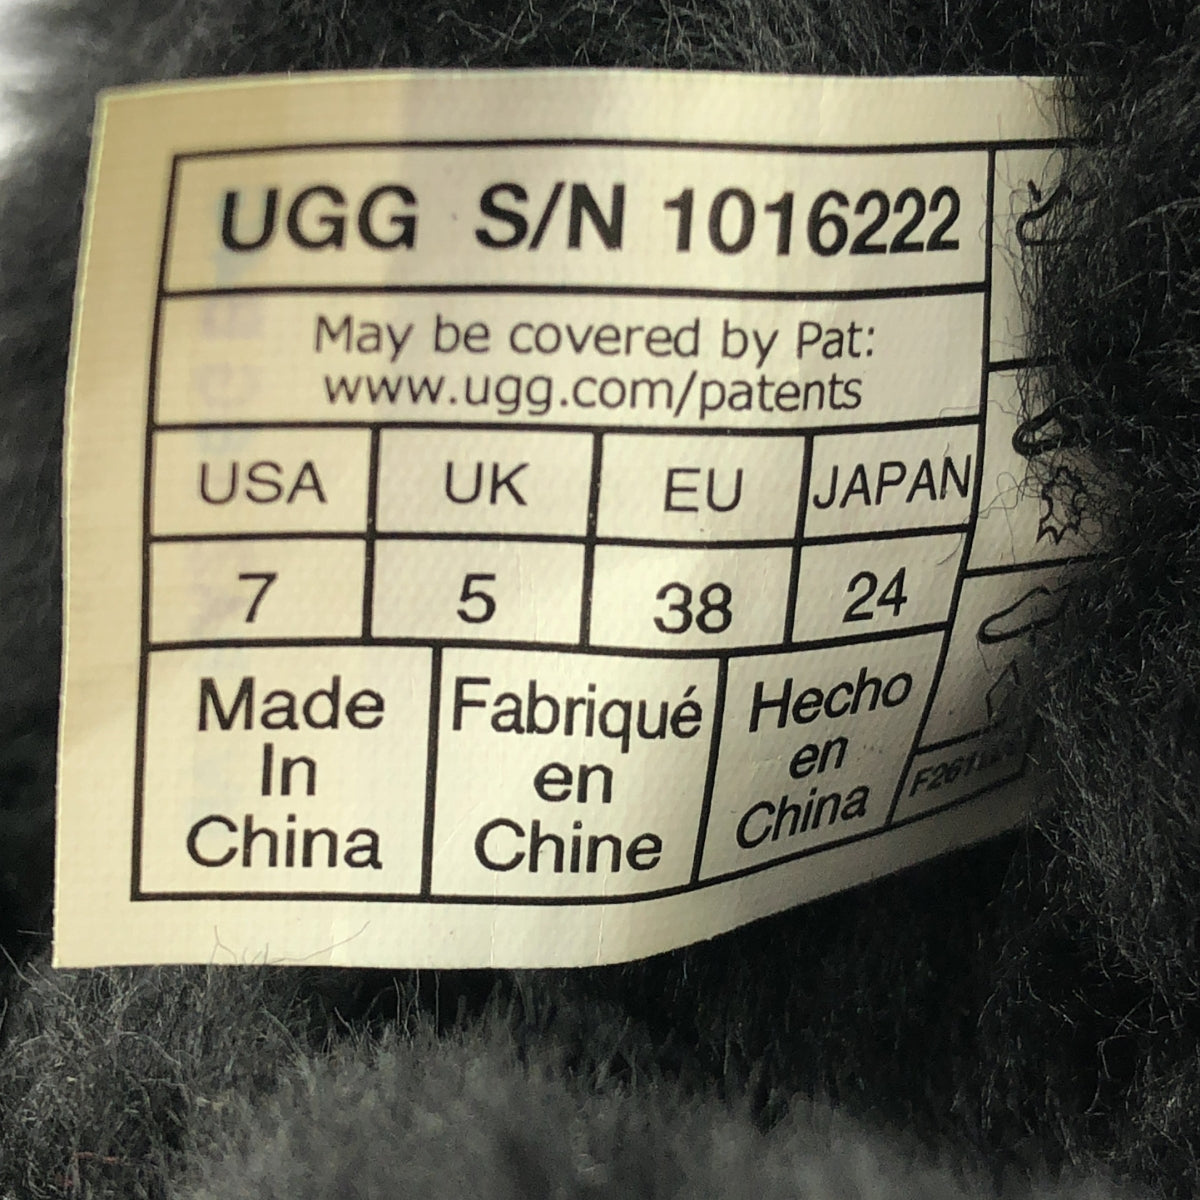 UGG S/N 1016222
May be covered by Pat:
www.ugg.com/patents
USA UK EU JAPAN
7 5 38 24
Made
In
China
Fabriqué
en
Chine
Hecho
en
China